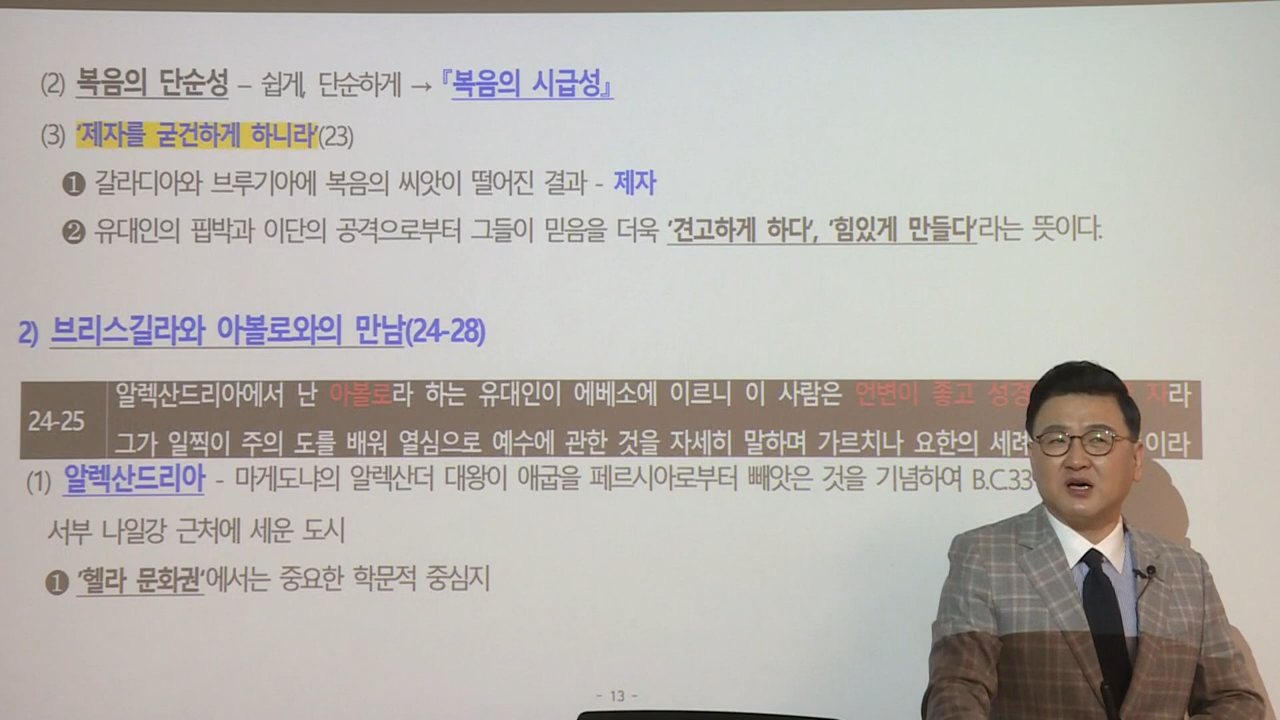 (2) 복음의 단순성 – 쉽게, 단순하게 → 『복음의 시급성』
(3) '제자를 굳건하게 하니라'(23)
❶ 갈라디아와 브루기아에 복음의 씨앗이 떨어진 결과 - 제자
❷ 유대인의 핍박과 이단의 공격으로부터 그들이 믿음을 더욱 '견고하게 하다', '힘있게 만들다'라는 뜻이다.
2) 브리스길라와 아볼로와의 만남(24-28)
24-25
알렉산드리아에서 난 아볼로라 하는 유대인이 에베소에 이르니 이 사람은 언변이 좋고 성경 자라
그가 일찍이 주의 도를 배워 열심으로 예수에 관한 것을 자세히 말하며 가르치나 요한의 세례 이라
(1) 알렉산드리아 - 마게도냐의 알렉산더 대왕이 애굽을 페르시아로부터 빼앗은 것을 기념하여 B.C.33
서부 나일강 근처에 세운 도시
❶ '헬라 문화권'에서는 중요한 학문적 중심지
- 13 -